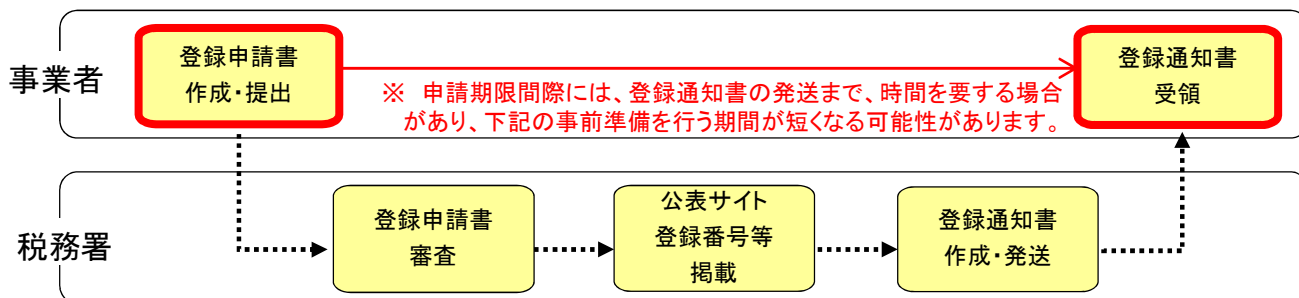 事業者
登録申請書
作成・提出
※ 申請期限間際には、登録通知書の発送まで、時間を要する場合
があり、下記の事前準備を行う期間が短くなる可能性があります。
登録通知書
受領
税務署
登録申請書
審査
公表サイト
登録番号等
掲載
登録通知書
作成・発送